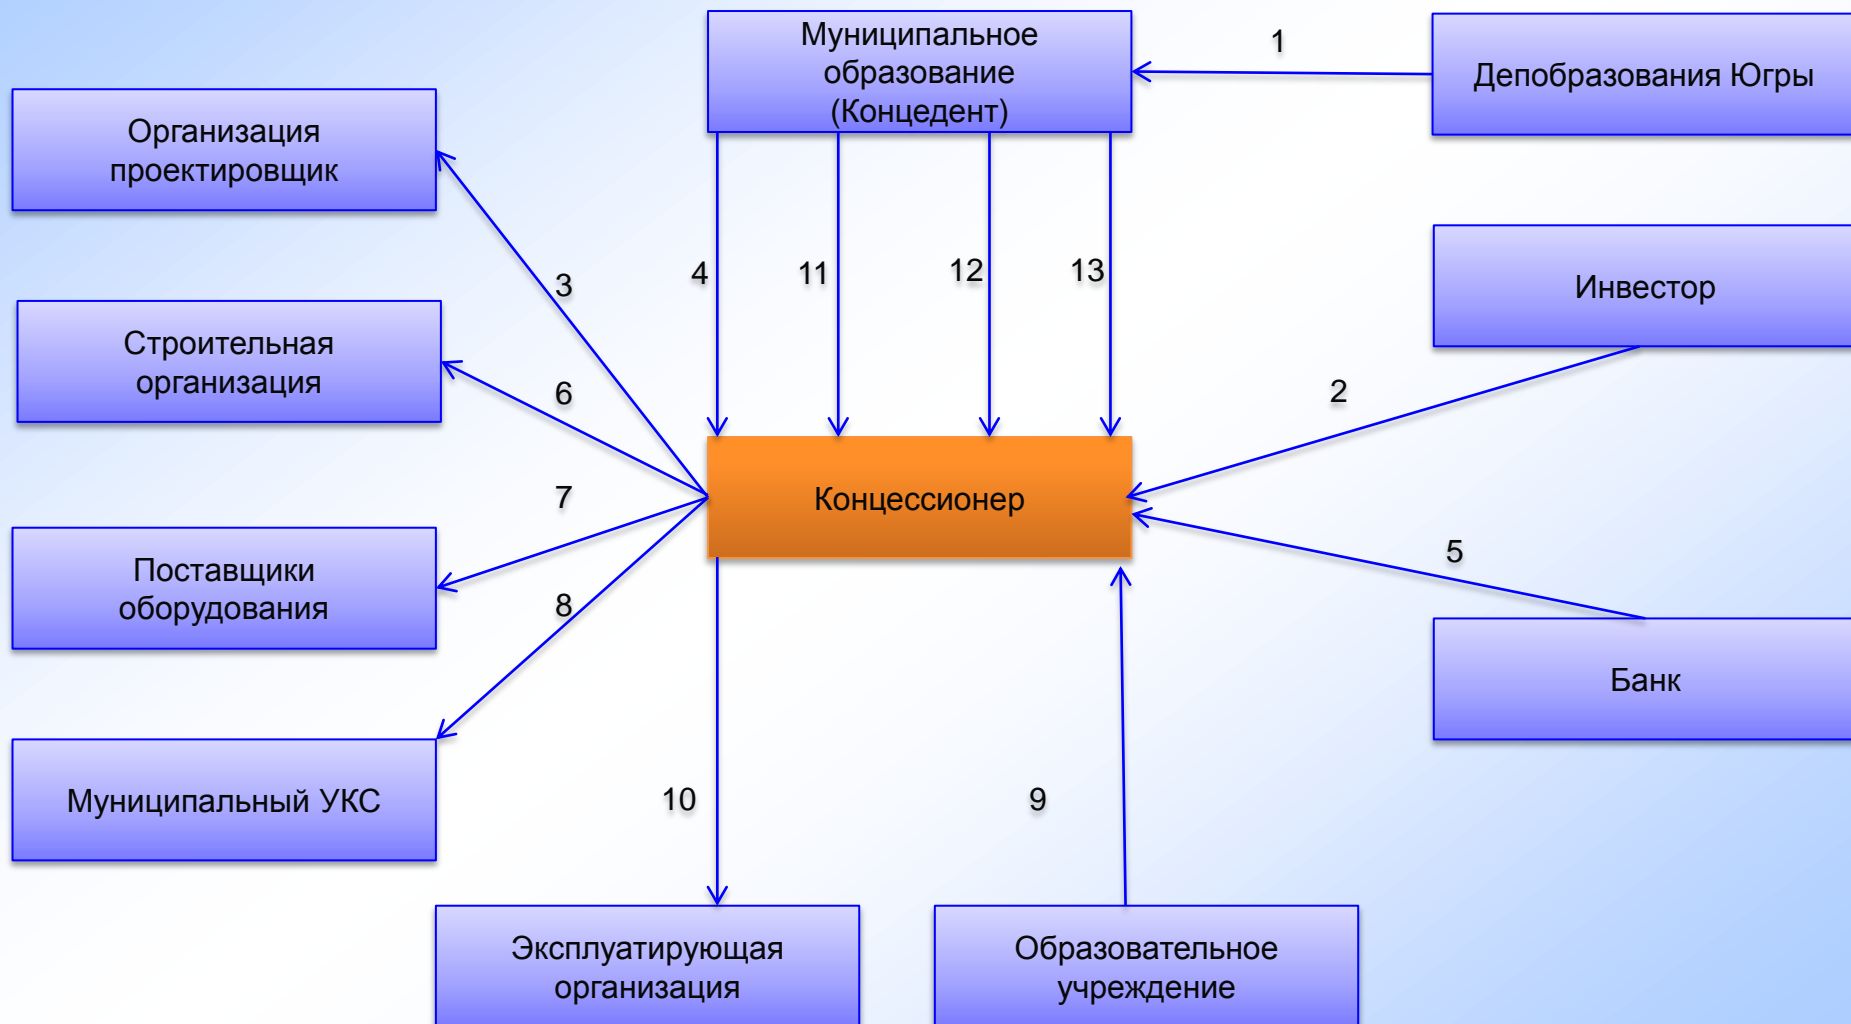 Муниципальное
образование
(Концедент)
1
Депобразования Югры
Организация
проектировщик
Инвестор
3
4
11
12
13
Строительная
организация
6
2
Концессионер
7
5
Поставщики
оборудования
8
Банк
Муниципальный УКС
10
9
Эксплуатирующая
организация
Образовательное
учреждение